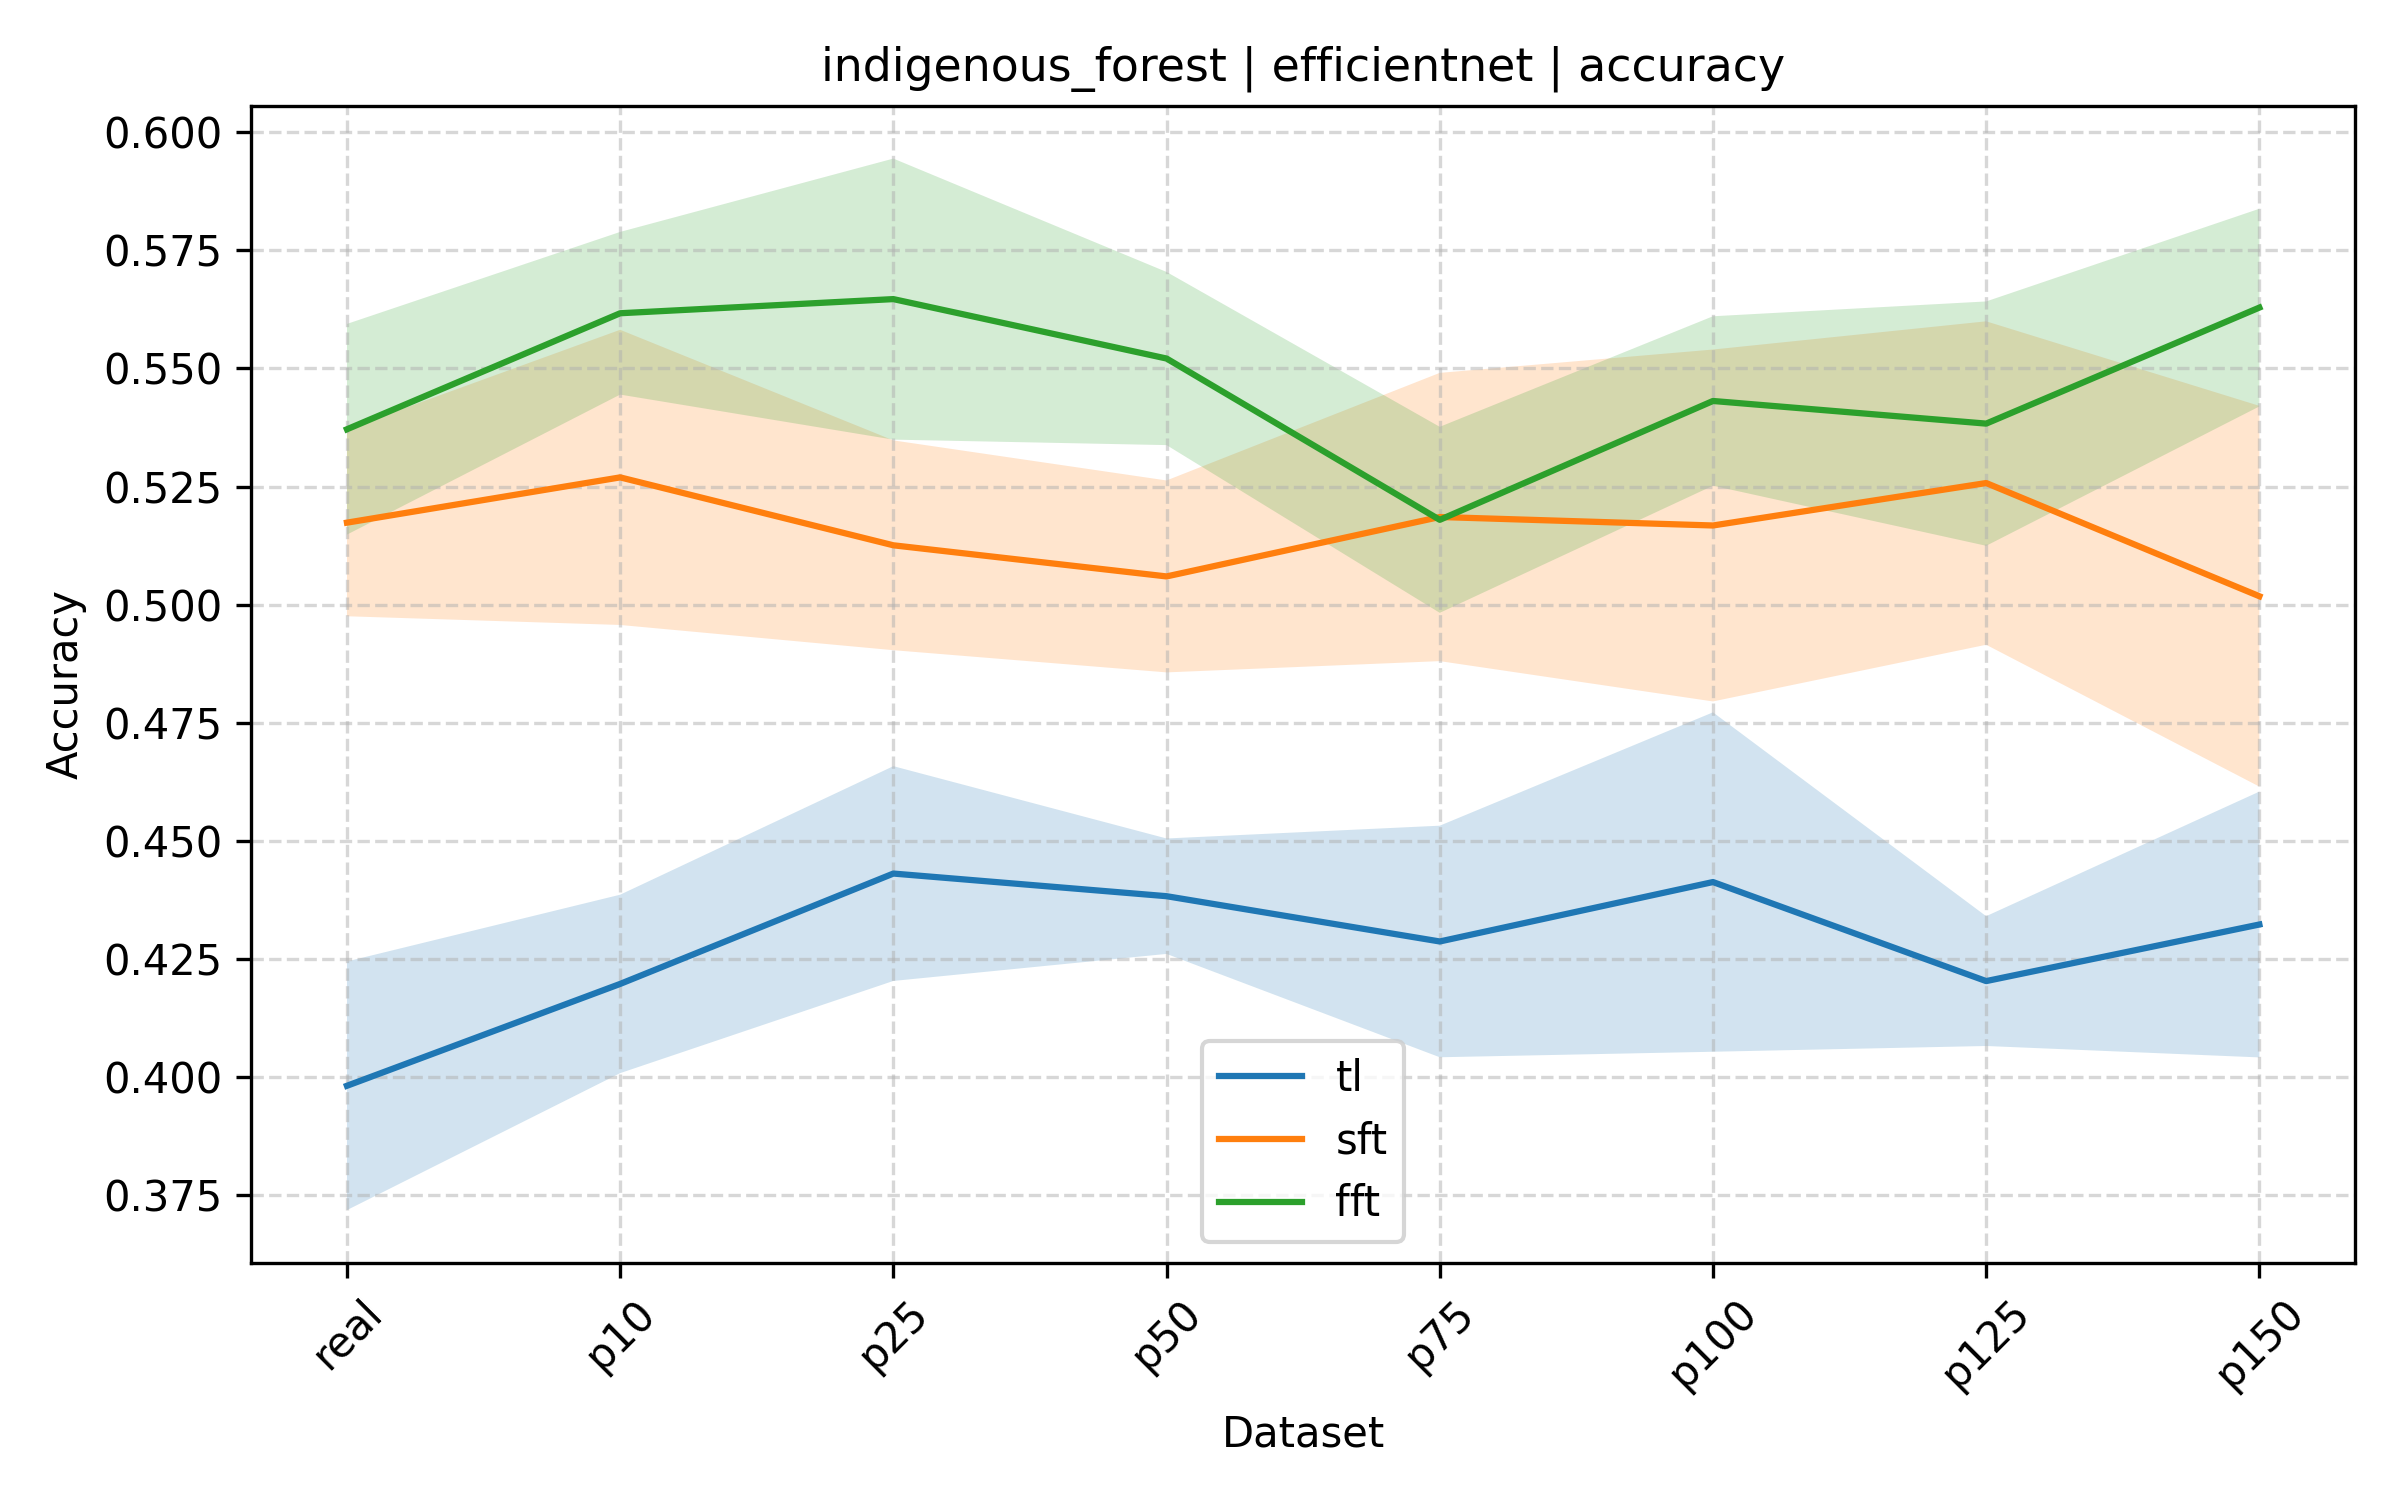 indigenous_forest | efficientnet | accuracy
Accuracy
0.600
0.575
0.550
0.525
0.500
0.475
0.450
0.425
0.400
0.375
tl
sft
fft
real
p10
p25
p50
p75
p100
p125
p150
Dataset